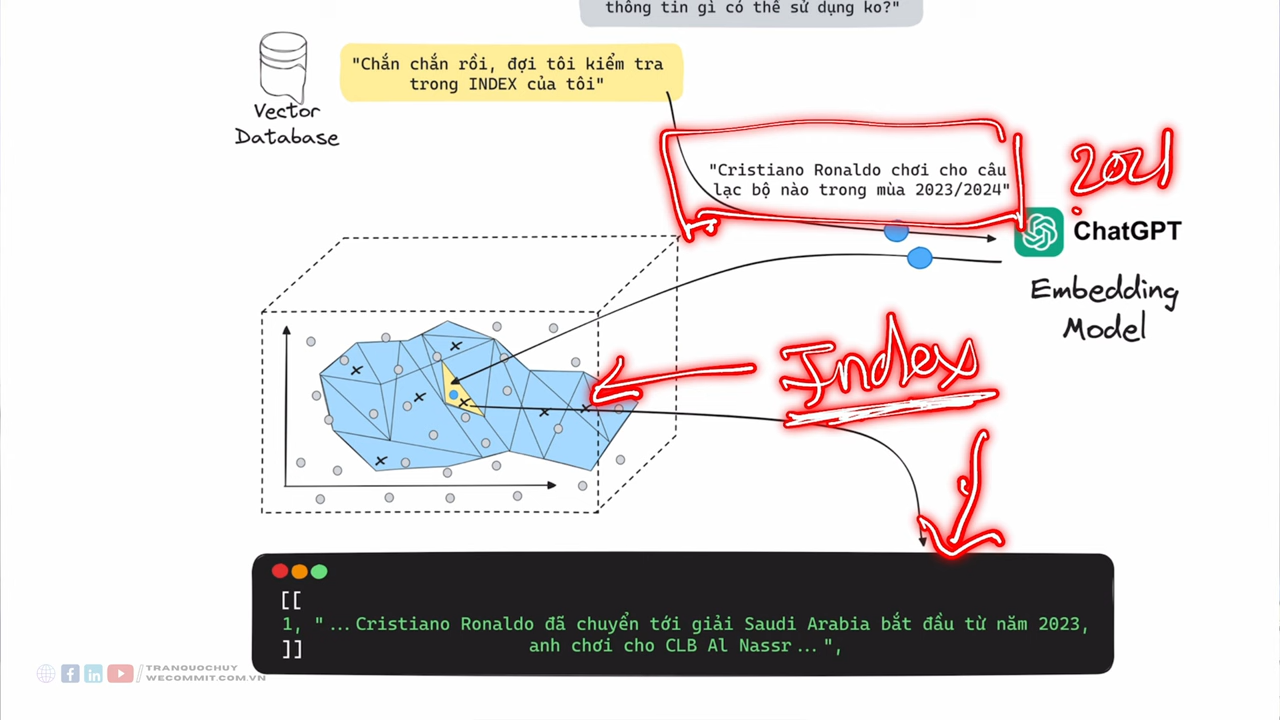 thông tin gì có thể sử dụng ko?"
"Chắn chắn rồi, đợi tôi kiểm tra
trong INDEX của tôi"
Vector
Database
"Cristiano Ronaldo chơi cho câu
lạc bộ nào trong mùa 2023/2024"
2021
ChatGPT
Embedding
Model
Index
[[
1, "...Cristiano Ronaldo đã chuyển tới giải Saudi Arabia bắt đầu từ năm 2023,
anh chơi cho CLB Al Nassr...",
]]
TRANQUOCHUY
WECOMMIT.COM.VN